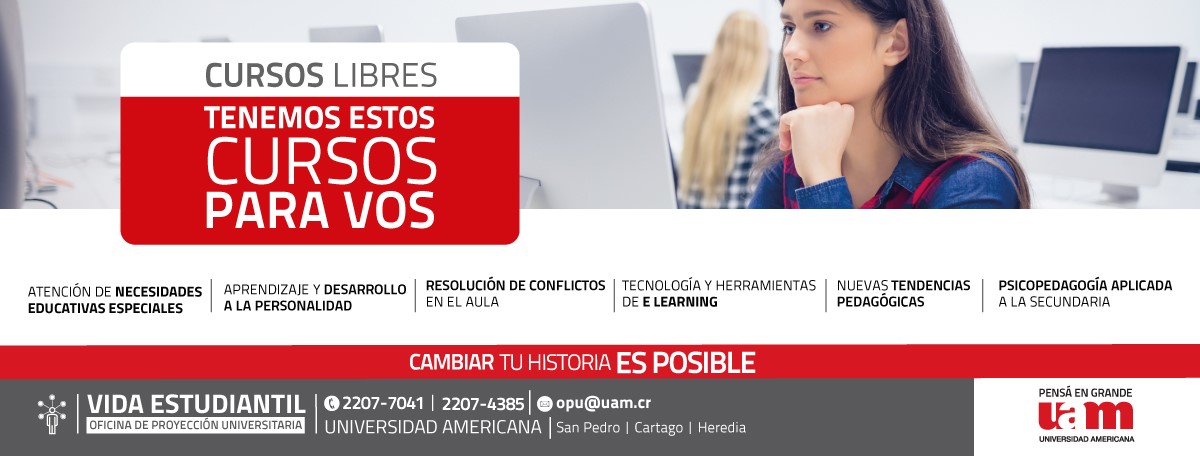 CURSOS LIBRES
TENEMOS ESTOS
CURSOS
PARA VOS
ATENCIÓN DE NECESIDADES
EDUCATIVAS ESPECIALES
APRENDIZAJE Y DESARROLLO
A LA PERSONALIDAD
RESOLUCIÓN DE CONFLICTOS
EN EL AULA
TECNOLOGÍA Y HERRAMIENTAS
DE E LEARNING
NUEVAS TENDENCIAS
PEDAGÓGICAS
PSICOPEDAGOGÍA APLICADA
A LA SECUNDARIA
CAMBIAR TU HISTORIA ES POSIBLE
VIDA ESTUDIANTIL
OFICINA DE PROYECCIÓN UNIVERSITARIA
2207-7041 | 2207-4385 | opu@uam.cr
UNIVERSIDAD AMERICANA | San Pedro | Cartago | Heredia
PENSÁ EN GRANDE
uam
UNIVERSIDAD AMERICANA